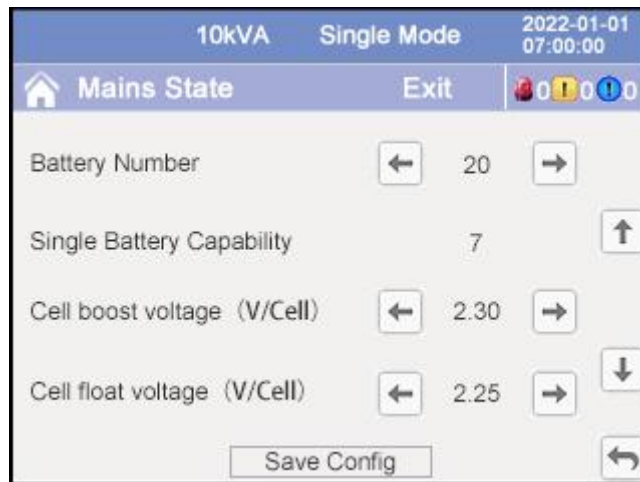 10kVA Single Mode 2022-01-01
07:00:00
Mains State Exit 0 ! 0 ! 0
Battery Number 20
Single Battery Capability 7
Cell boost voltage（V/Cell） 2.30
Cell float voltage（V/Cell） 2.25
Save Config